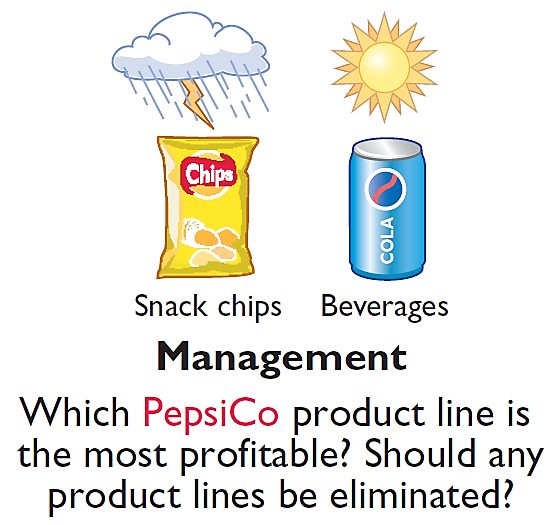 Chips
COLA
Snack chips Beverages
Management
Which PepsiCo product line is
the most profitable? Should any
product lines be eliminated?